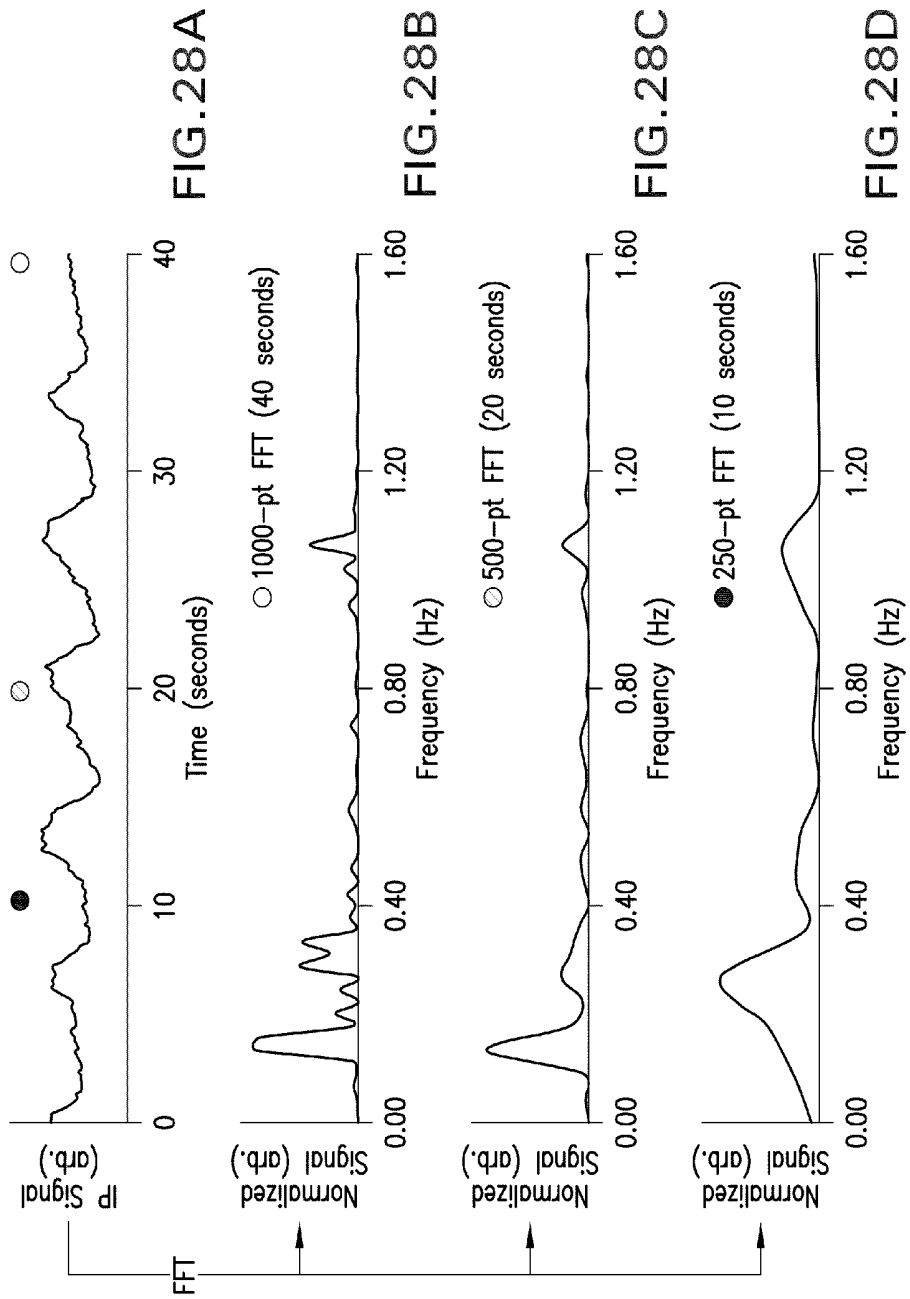 FFT
IP Signal
(arb.)
0
10
20
30
40
Time (seconds)
FIG.28A
Normalized
Signal (arb.)
1000-pt FFT (40 seconds)
0.00
0.40
0.80
1.20
1.60
Frequency (Hz)
FIG.28B
Normalized
Signal (arb.)
500-pt FFT (20 seconds)
0.00
0.40
0.80
1.20
1.60
Frequency (Hz)
FIG.28C
Normalized
Signal (arb.)
250-pt FFT (10 seconds)
0.00
0.40
0.80
1.20
1.60
Frequency (Hz)
FIG.28D